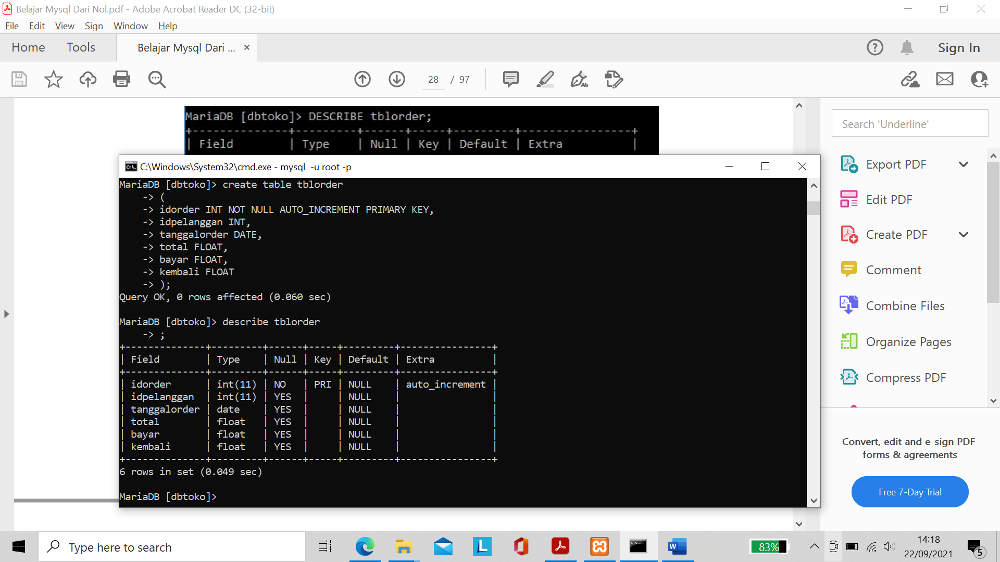 Belajar Mysql Dari Nol.pdf - Adobe Acrobat Reader DC (32-bit)
File Edit View Sign Window Help
Home Tools Belajar Mysql Dari ... × Sign In
28 / 97
MariaDB [dbtoko]> DESCRIBE tblorder;
+--------------+---------+------+-----+---------+----------------+
| Field | Type | Null | Key | Default | Extra |
C:\Windows\System32\cmd.exe - mysql  -u root -p
MariaDB [dbtoko]> create table tblorder
    -> (
    -> idorder INT NOT NULL AUTO_INCREMENT PRIMARY KEY,
    -> idpelanggan INT,
    -> tanggalorder DATE,
    -> total FLOAT,
    -> bayar FLOAT,
    -> kembali FLOAT
    -> );
Query OK, 0 rows affected (0.060 sec)
MariaDB [dbtoko]> describe tblorder
    -> ;
+--------------+---------+------+-----+---------+----------------+
| Field        | Type    | Null | Key | Default | Extra          |
+--------------+---------+------+-----+---------+----------------+
| idorder      | int(11) | NO   | PRI | NULL    | auto_increment |
| idpelanggan  | int(11) | YES  |     | NULL    |                |
| tanggalorder | date    | YES  |     | NULL    |                |
| total        | float   | YES  |     | NULL    |                |
| bayar        | float   | YES  |     | NULL    |                |
| kembali      | float   | YES  |     | NULL    |                |
+--------------+---------+------+-----+---------+----------------+
6 rows in set (0.049 sec)
MariaDB [dbtoko]>
Search 'Underline'
Export PDF
Edit PDF
Create PDF
Comment
Combine Files
Organize Pages
Compress PDF
Convert, edit and e-sign PDF
forms & agreements
Free 7-Day Trial
Type here to search
83%
14:18
22/09/2021
5